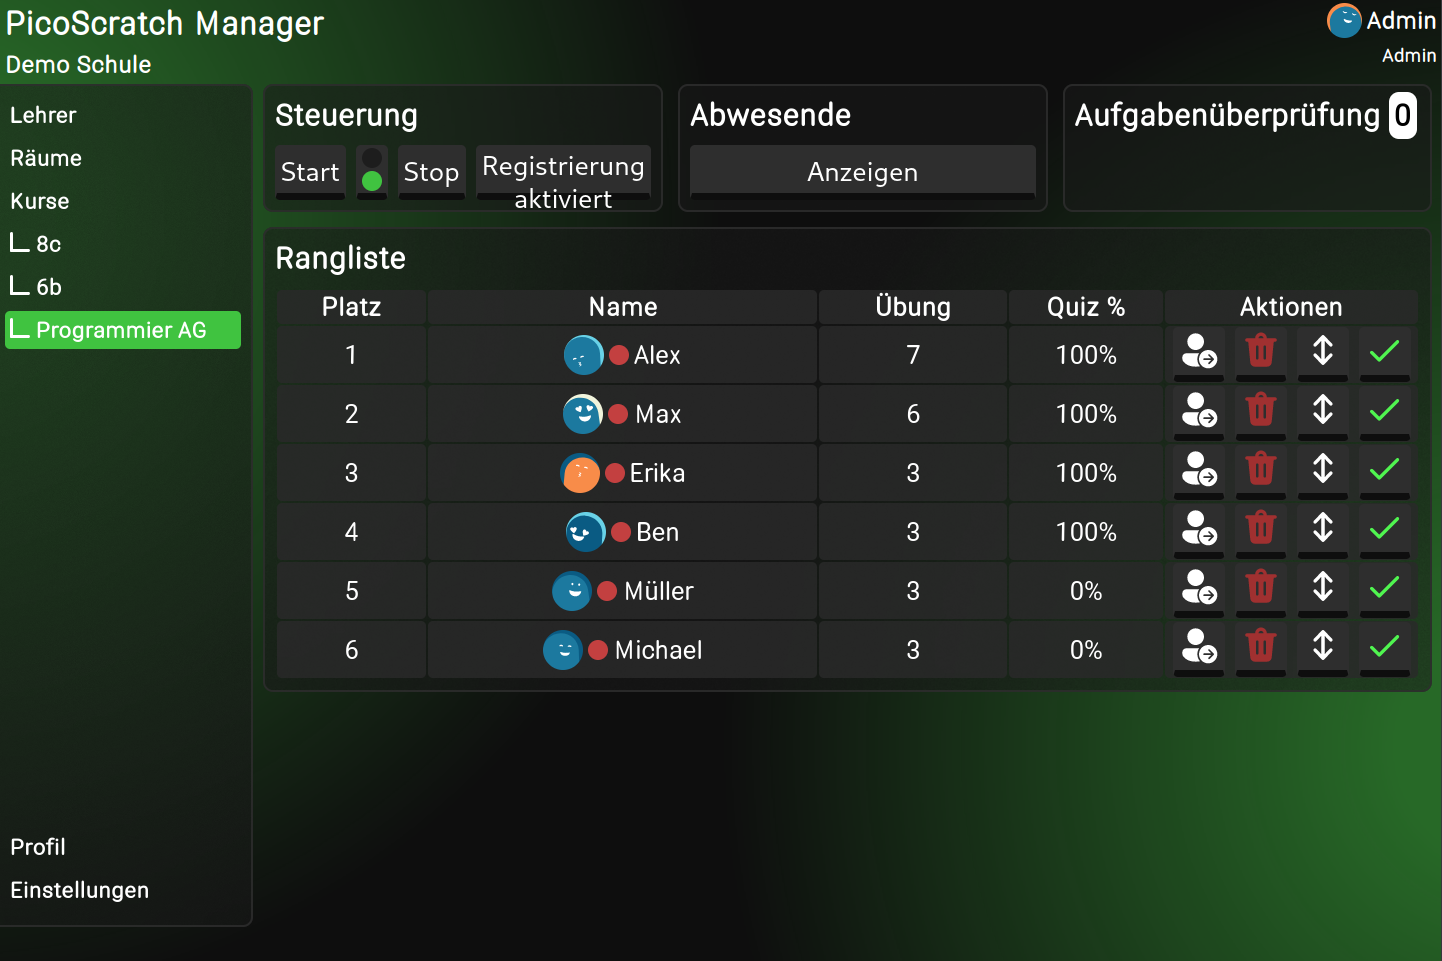 PicoScratch Manager
Demo Schule
Admin
Admin
Lehrer
Räume
Kurse
8c
6b
Programmier AG
Profil
Einstellungen
Steuerung
Start
Stop
Registrierung
aktiviert
Abwesende
Anzeigen
Aufgabenüberprüfung 0
Rangliste
Platz Name Übung Quiz % Aktionen
1 Alex 7 100%
2 Max 6 100%
3 Erika 3 100%
4 Ben 3 100%
5 Müller 3 0%
6 Michael 3 0%